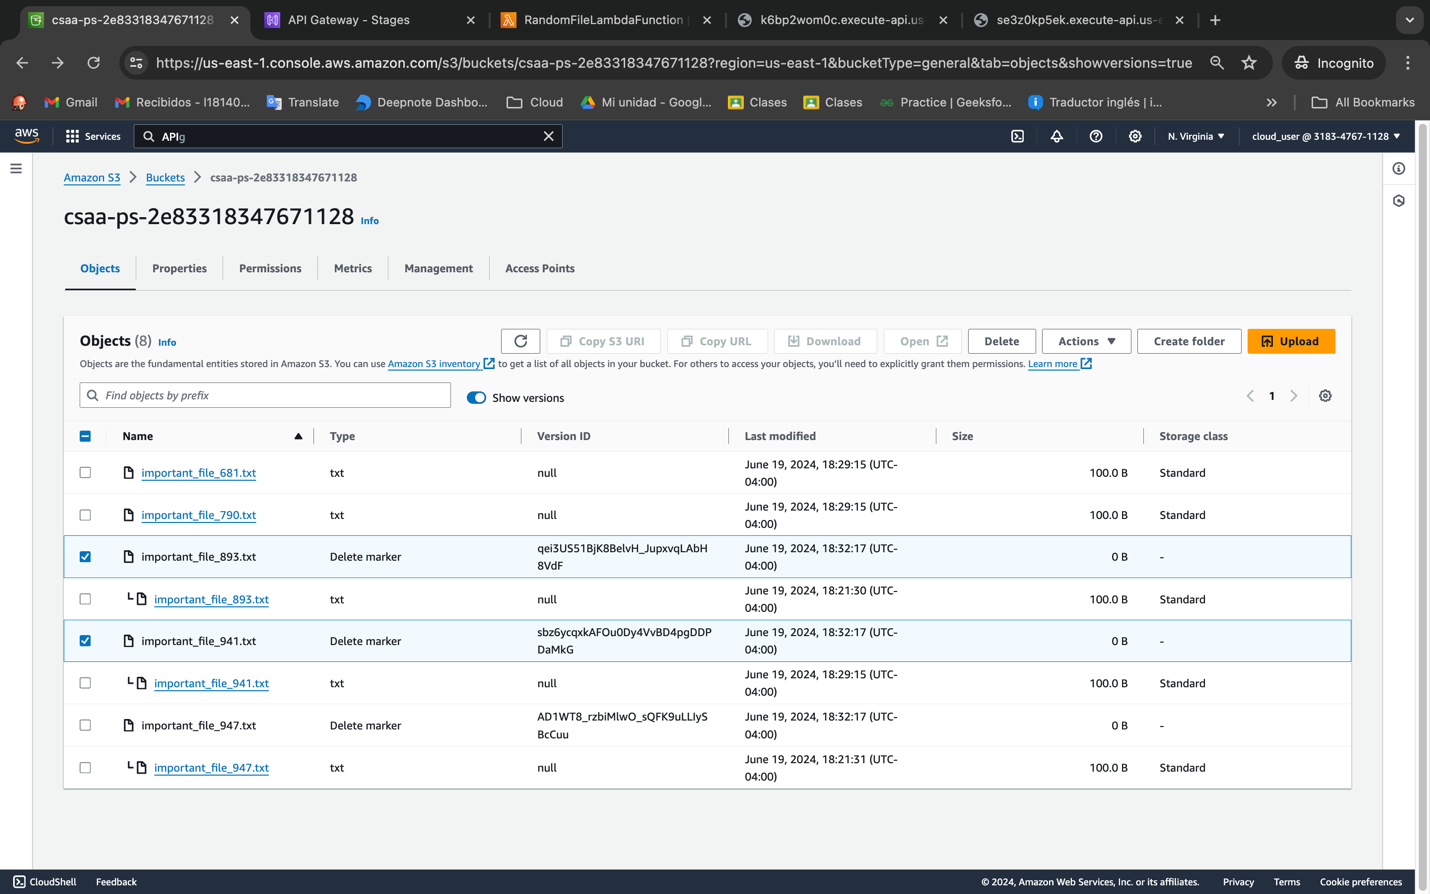 csaa-ps-2e83318347671128
API Gateway - Stages
RandomFileLambdaFunction
k6bp2wom0c.execute-api.us
se3z0kp5ek.execute-api.us-
https://us-east-1.console.aws.amazon.com/s3/buckets/csaa-ps-2e83318347671128?region=us-east-1&bucketType=general&tab=objects&showversions=true
Incognito
Gmail
Recibidos - l18140...
Translate
Deepnote Dashbo...
Cloud
Mi unidad - Googl...
Clases
Clases
Practice | Geeksfo...
Traductor inglés | i...
All Bookmarks
aws
Services
APIg
N. Virginia
cloud_user @ 3183-4767-1128
Amazon S3
Buckets
csaa-ps-2e83318347671128
csaa-ps-2e83318347671128 Info
Objects
Properties
Permissions
Metrics
Management
Access Points
Objects (8) Info
Copy S3 URI
Copy URL
Download
Open
Delete
Actions
Create folder
Upload
Objects are the fundamental entities stored in Amazon S3. You can use Amazon S3 inventory to get a list of all objects in your bucket. For others to access your objects, you'll need to explicitly grant them permissions. Learn more
Find objects by prefix
Show versions
1
Name
Type
Version ID
Last modified
Size
Storage class
important_file_681.txt
txt
null
June 19, 2024, 18:29:15 (UTC-
04:00)
100.0 B
Standard
important_file_790.txt
txt
null
June 19, 2024, 18:29:15 (UTC-
04:00)
100.0 B
Standard
important_file_893.txt
Delete marker
qei3US51BjK8BelvH_JupxvqLAbH
8VdF
June 19, 2024, 18:32:17 (UTC-
04:00)
0 B
-
important_file_893.txt
txt
null
June 19, 2024, 18:21:30 (UTC-
04:00)
100.0 B
Standard
important_file_941.txt
Delete marker
sbz6ycqxkAFOu0Dy4VvBD4pgDDP
DaMkG
June 19, 2024, 18:32:17 (UTC-
04:00)
0 B
-
important_file_941.txt
txt
null
June 19, 2024, 18:29:15 (UTC-
04:00)
100.0 B
Standard
important_file_947.txt
Delete marker
AD1WT8_rzbiMlwO_sQFK9uLLIyS
BcCuu
June 19, 2024, 18:32:17 (UTC-
04:00)
0 B
-
important_file_947.txt
txt
null
June 19, 2024, 18:21:31 (UTC-
04:00)
100.0 B
Standard
CloudShell
Feedback
© 2024, Amazon Web Services, Inc. or its affiliates.
Privacy
Terms
Cookie preferences